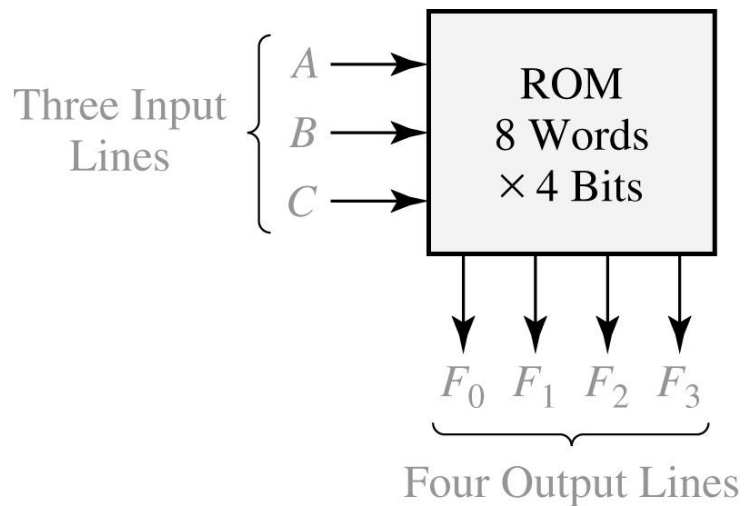 Three Input
Lines
A
B
C
ROM
8 Words
× 4 Bits
F0 F1 F2 F3
Four Output Lines